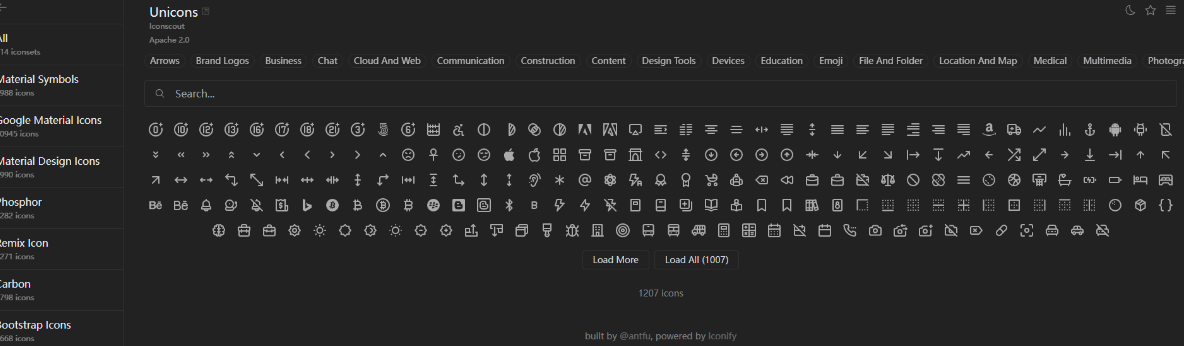 Unicons
Iconscout
Apache 2.0
All
14 iconsets
Material Symbols
988 icons
Google Material Icons
0945 icons
Material Design Icons
990 icons
Phosphor
282 icons
Remix Icon
271 icons
Carbon
798 icons
Bootstrap Icons
668 icons
Arrows Brand Logos Business Chat Cloud And Web Communication Construction Content Design Tools Devices Education Emoji File And Folder Location And Map Medical Multimedia Photogra
Search...
Load More Load All (1007)
1207 icons
built by @antfu, powered by Iconify